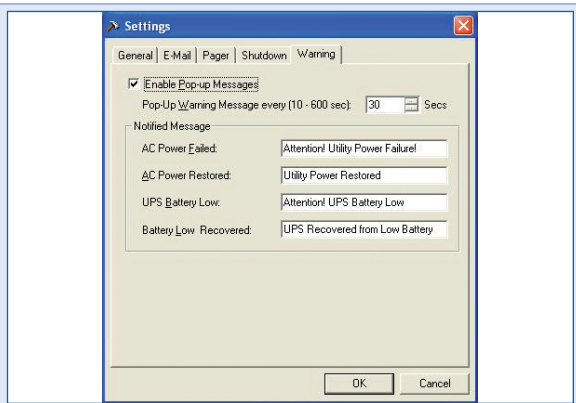 Settings
General E-Mail Pager Shutdown Warning
Enable Pop-up Messages
Pop-Up Warning Message every (10 - 600 sec): 30 Secs
Notified Message
AC Power Failed: Attention! Utility Power Failure!
AC Power Restored: Utility Power Restored
UPS Battery Low: Attention! UPS Battery Low
Battery Low Recovered: UPS Recovered from Low Battery
OK Cancel